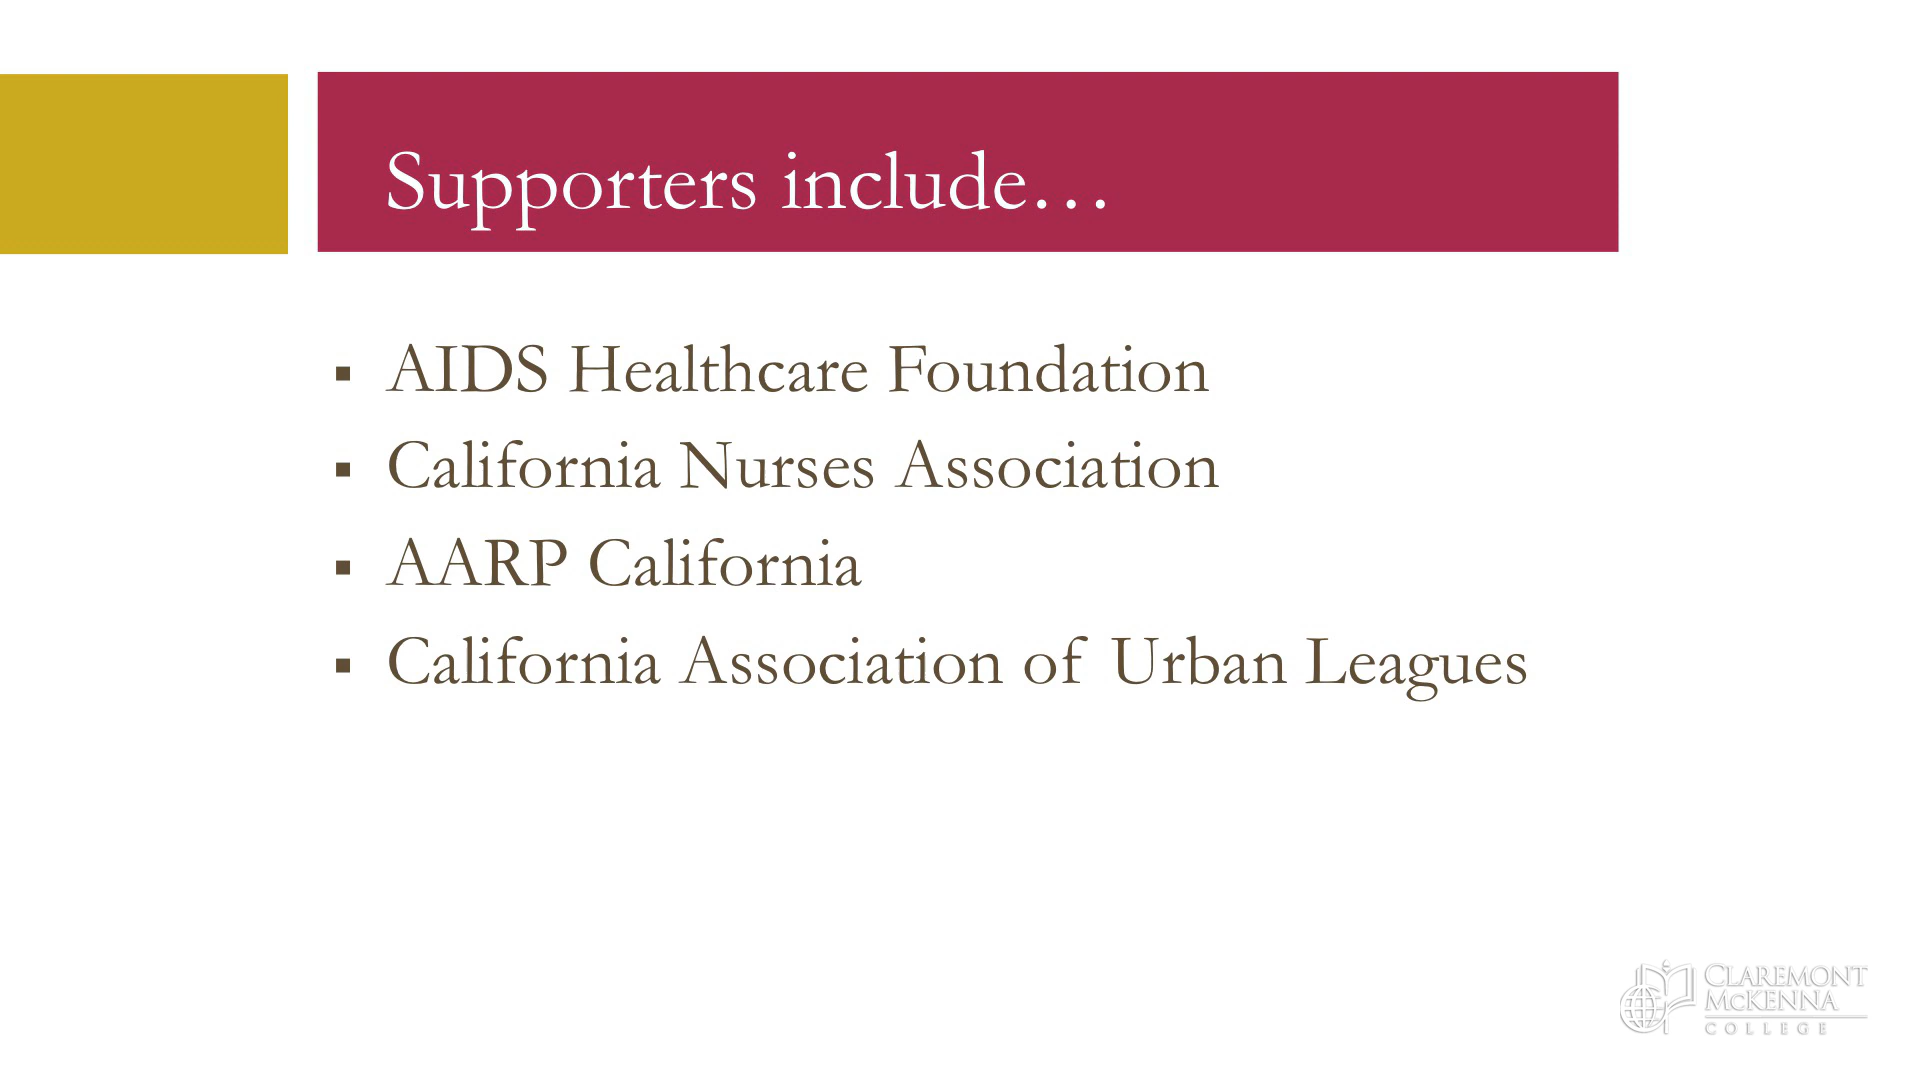 Supporters include…
▪ AIDS Healthcare Foundation
▪ California Nurses Association
▪ AARP California
▪ California Association of Urban Leagues
CLAREMONT
MCKENNA
COLLEGE